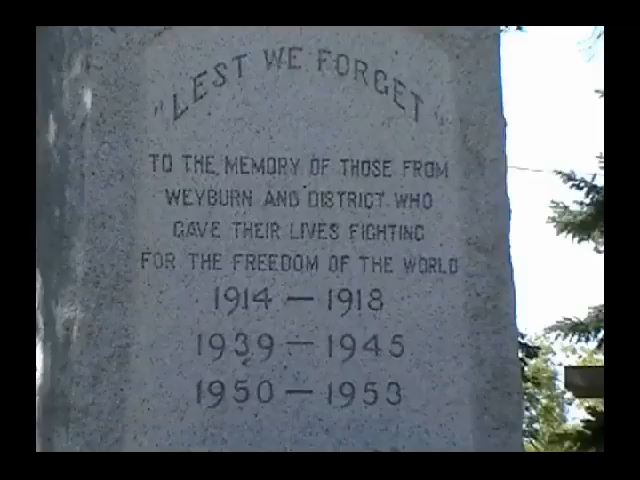 "LEST WE FORGET"
TO THE MEMORY OF THOSE FROM
WEYBURN AND DISTRICT WHO
GAVE THEIR LIVES FIGHTING
FOR THE FREEDOM OF THE WORLD
1914 — 1918
1939 — 1945
1950 — 1953